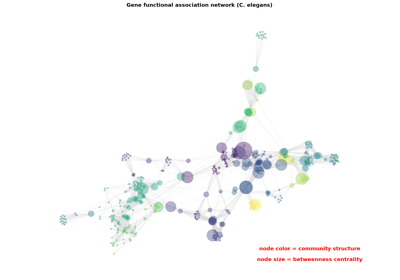 Gene functional association network (C. elegans)
node color = community structure
node size = betweenness centrality